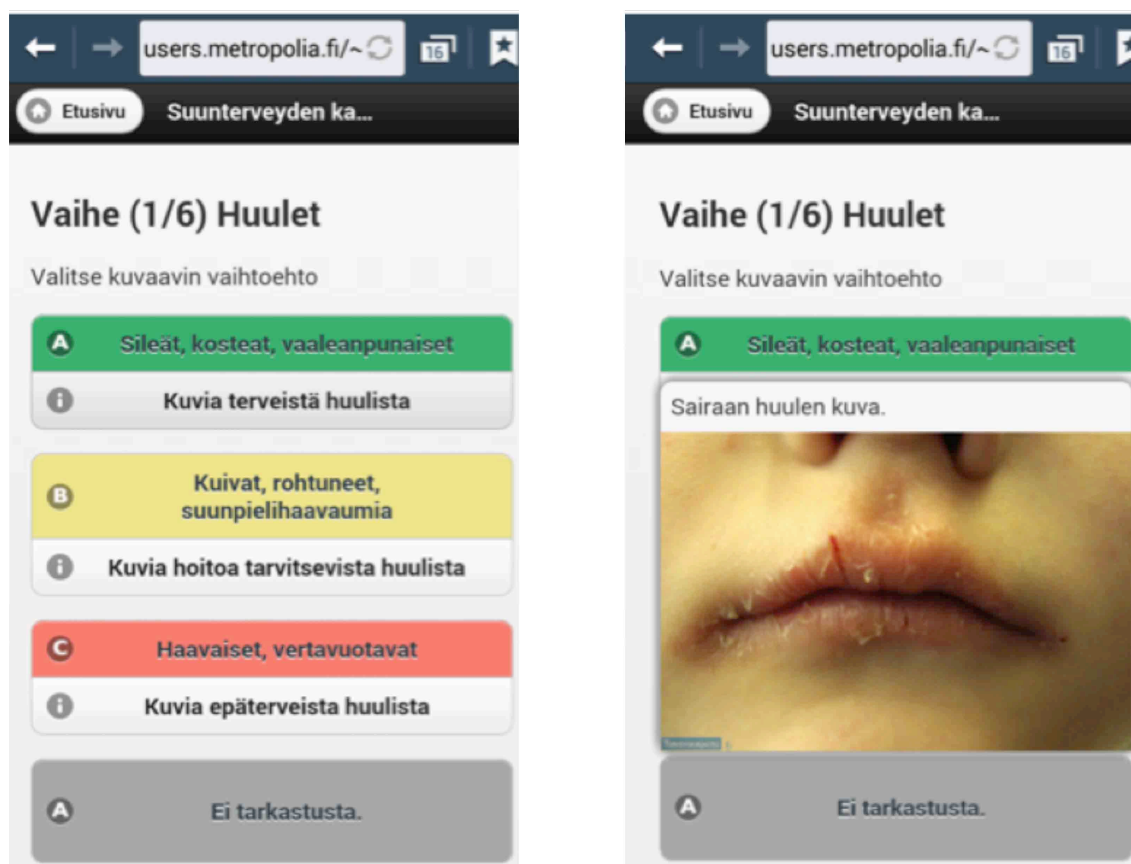 users.metropolia.fi/~
16
Etusivu
Suunterveyden ka...
Vaihe (1/6) Huulet
Valitse kuvaavin vaihtoehto
A
Sileät, kosteat, vaaleanpunaiset
i
Kuvia terveistä huulista
B
Kuivat, rohtuneet,
suunpielihaavaumia
i
Kuvia hoitoa tarvitsevista huulista
C
Haavaiset, vertavuotavat
i
Kuvia epäterveista huulista
A
Ei tarkastusta.
users.metropolia.fi/~
16
Etusivu
Suunterveyden ka...
Vaihe (1/6) Huulet
Valitse kuvaavin vaihtoehto
A
Sileät, kosteat, vaaleanpunaiset
Sairaan huulen kuva.
A
Ei tarkastusta.